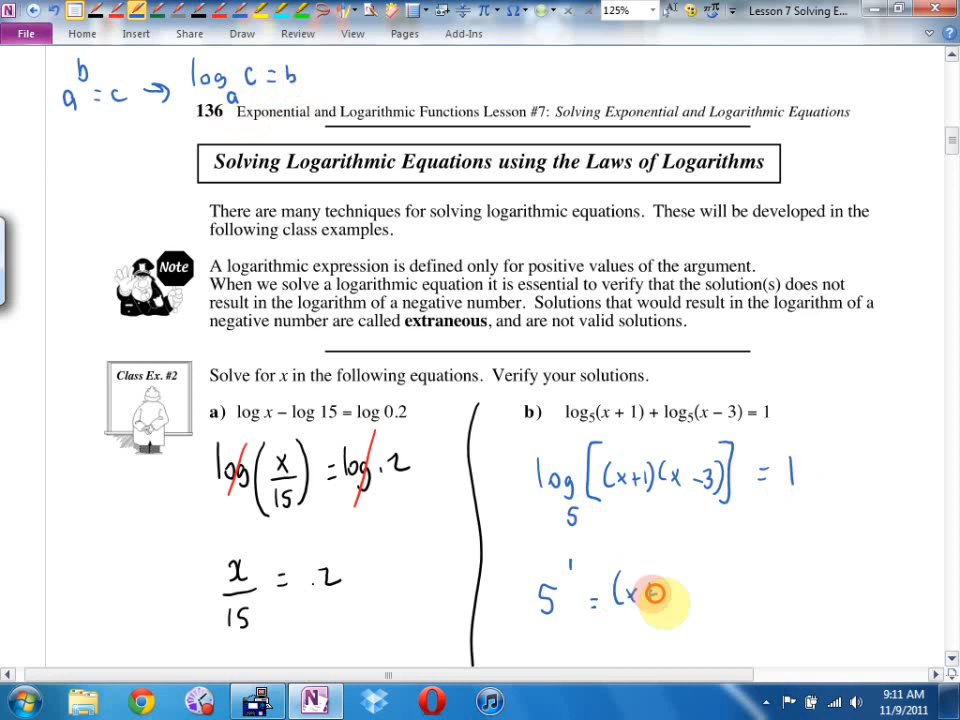 125%
Lesson 7 Solving E...
File Home Insert Share Draw Review View Pages Add-Ins
a^b = c → log_a c = b
136 Exponential and Logarithmic Functions Lesson #7: Solving Exponential and Logarithmic Equations
Solving Logarithmic Equations using the Laws of Logarithms
There are many techniques for solving logarithmic equations. These will be developed in the
following class examples.
Note
A logarithmic expression is defined only for positive values of the argument.
When we solve a logarithmic equation it is essential to verify that the solution(s) does not
result in the logarithm of a negative number. Solutions that would result in the logarithm of a
negative number are called extraneous, and are not valid solutions.
Class Ex. #2
Solve for x in the following equations. Verify your solutions.
a) log x – log 15 = log 0.2
log(x/15) = log .2
x/15 = .2
b) log₅(x + 1) + log₅(x – 3) = 1
log₅[(x+1)(x-3)] = 1
5^1 = (x
9:11 AM
11/9/2011